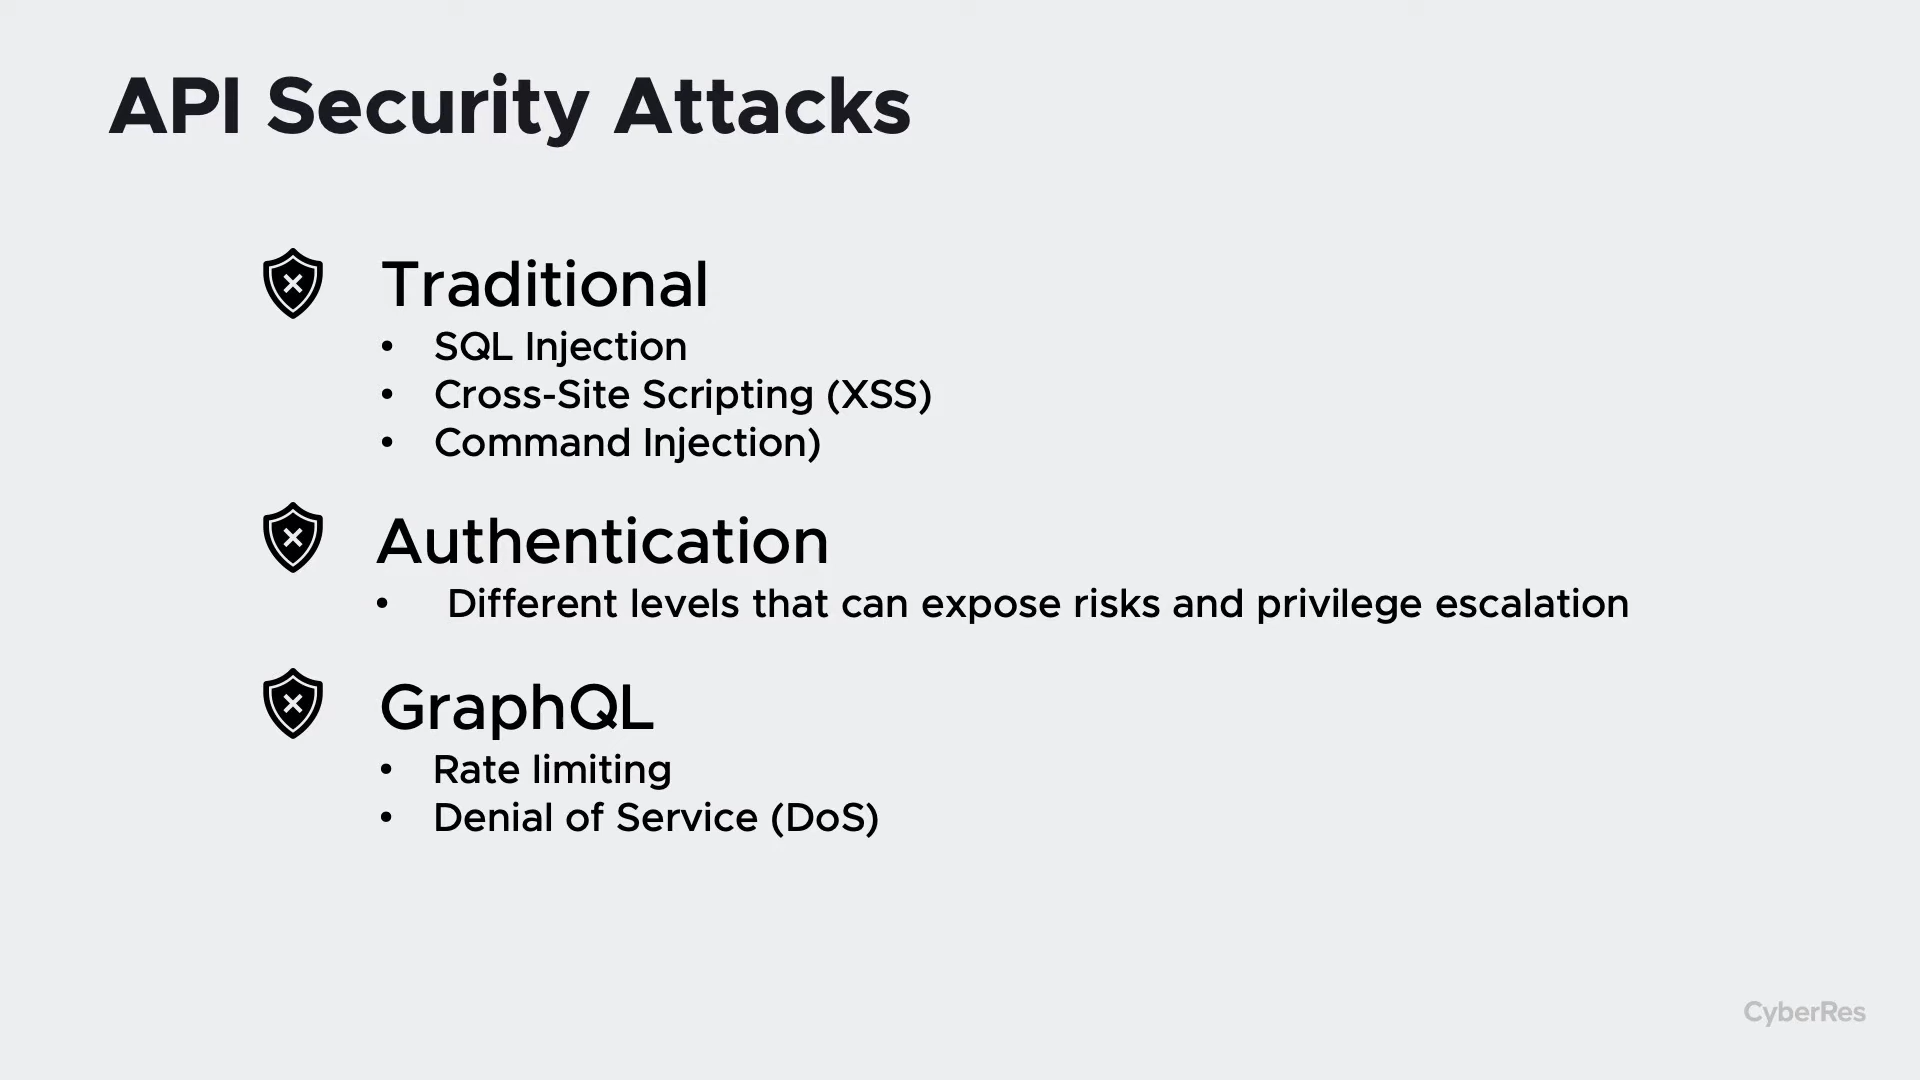 API Security Attacks
Traditional
• SQL Injection
• Cross-Site Scripting (XSS)
• Command Injection)
Authentication
• Different levels that can expose risks and privilege escalation
GraphQL
• Rate limiting
• Denial of Service (DoS)
CyberRes